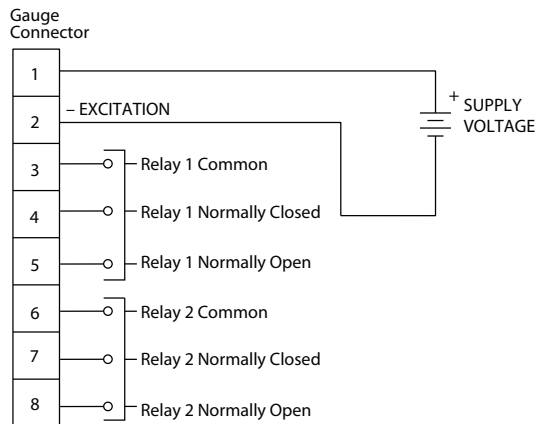 Gauge
Connector
1
2
3
4
5
6
7
8
– EXCITATION
+
SUPPLY
VOLTAGE
Relay 1 Common
Relay 1 Normally Closed
Relay 1 Normally Open
Relay 2 Common
Relay 2 Normally Closed
Relay 2 Normally Open